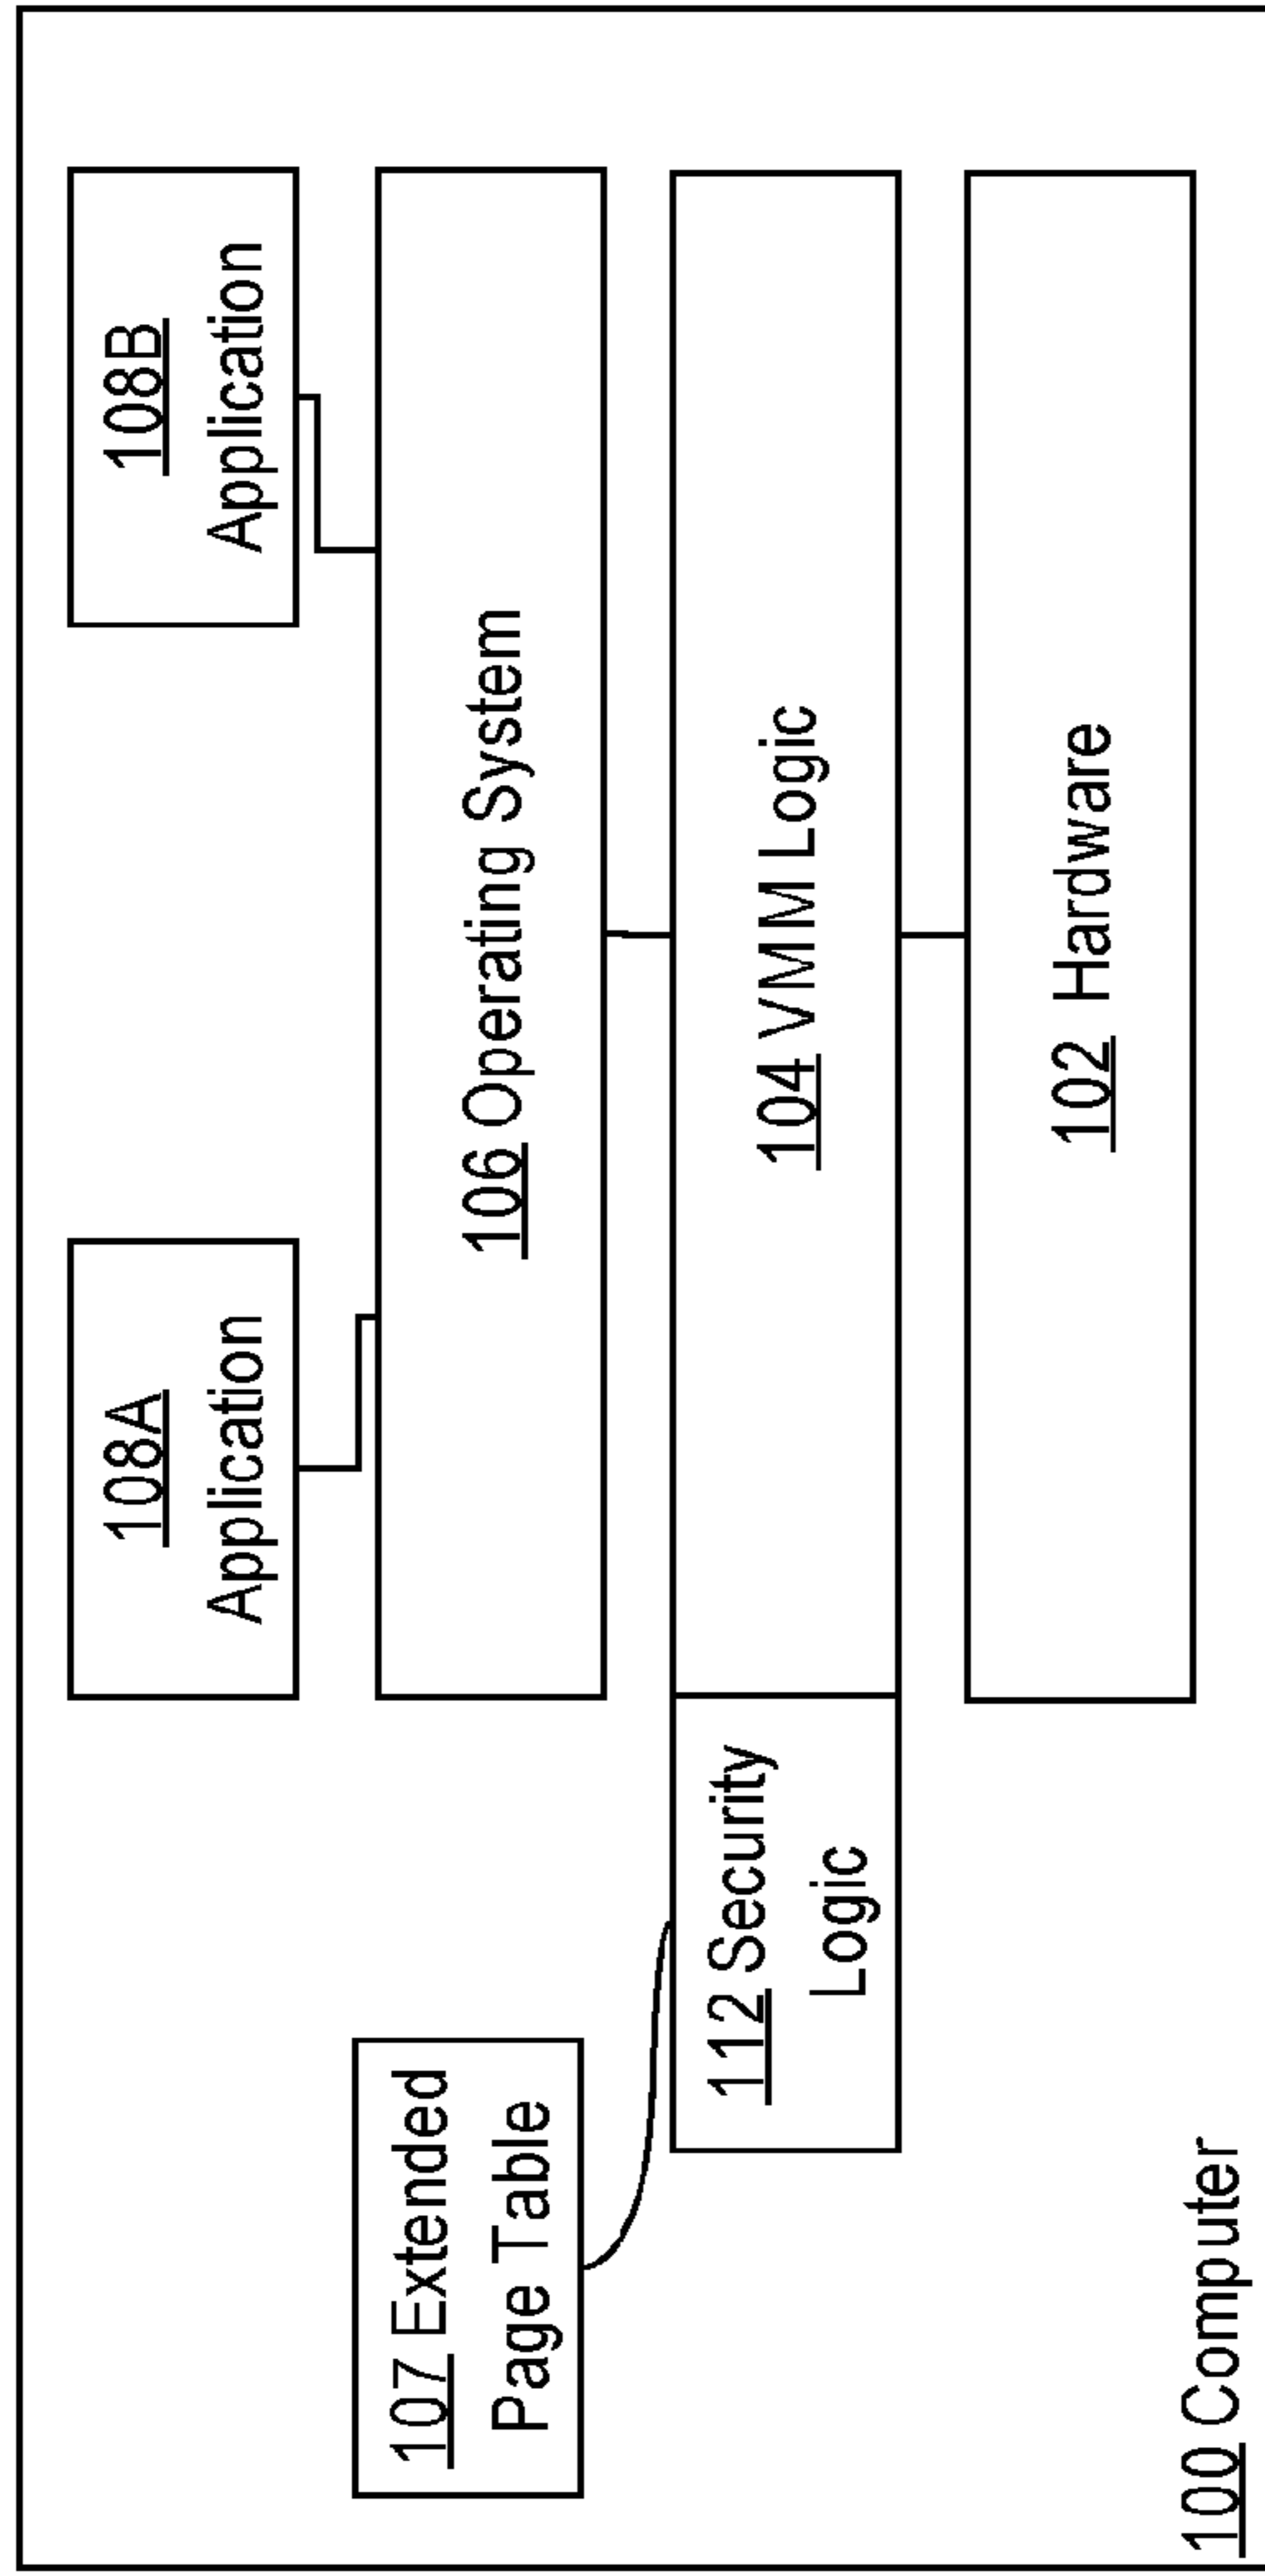 108A
Application
108B
Application
107 Extended
Page Table
106 Operating System
112 Security
Logic
104 VMM Logic
102 Hardware
100 Computer